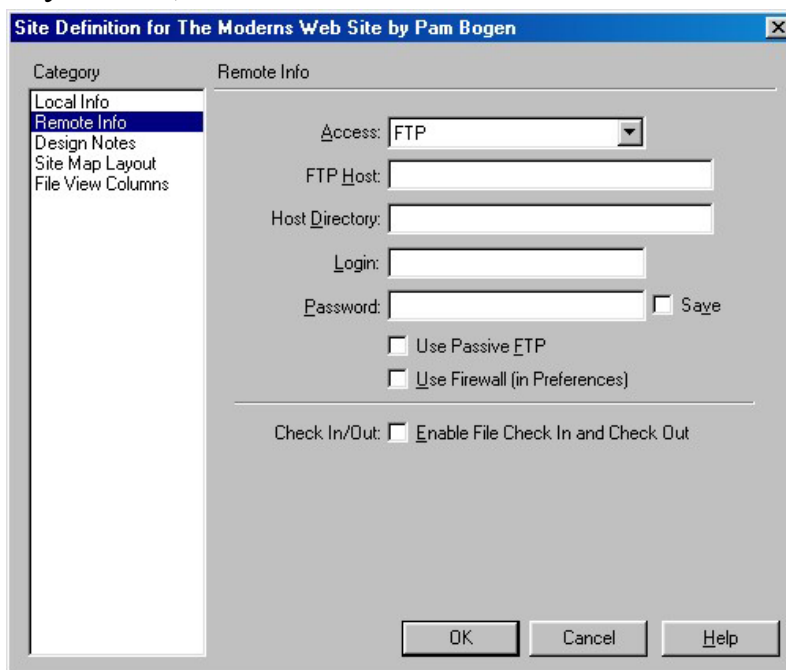 Site Definition for The Moderns Web Site by Pam Bogen
Category
Remote Info
Local Info
Remote Info
Design Notes
Site Map Layout
File View Columns
Access: FTP
FTP Host:
Host Directory:
Login:
Password: Save
Use Passive FTP
Use Firewall (in Preferences)
Check In/Out: Enable File Check In and Check Out
OK Cancel Help